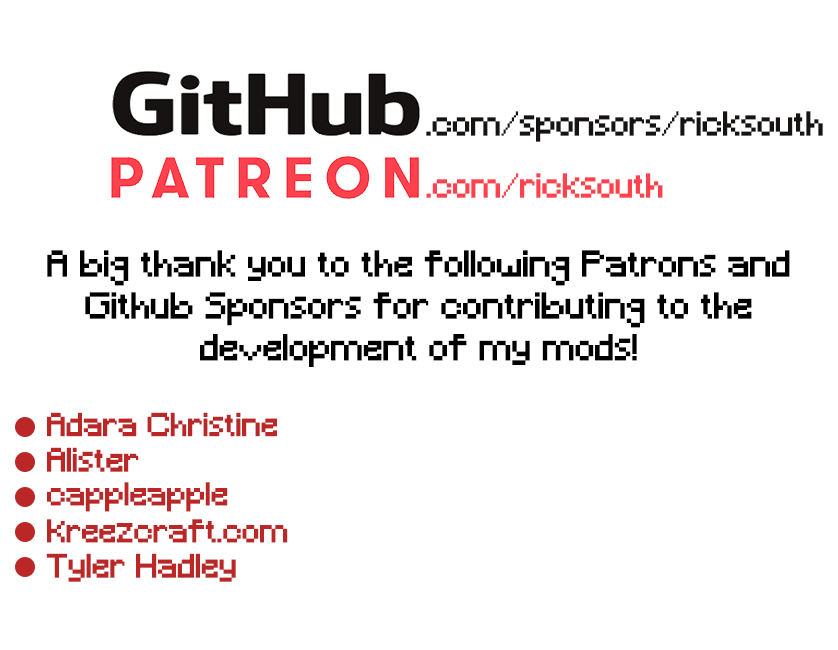 GitHub.com/sponsors/ricksouth
PATREON.com/ricksouth
A big thank you to the following Patrons and
Github Sponsors for contributing to the
development of my mods!
• Adara Christine
• Alister
• cappleapple
• kreezcraft.com
• Tyler Hadley